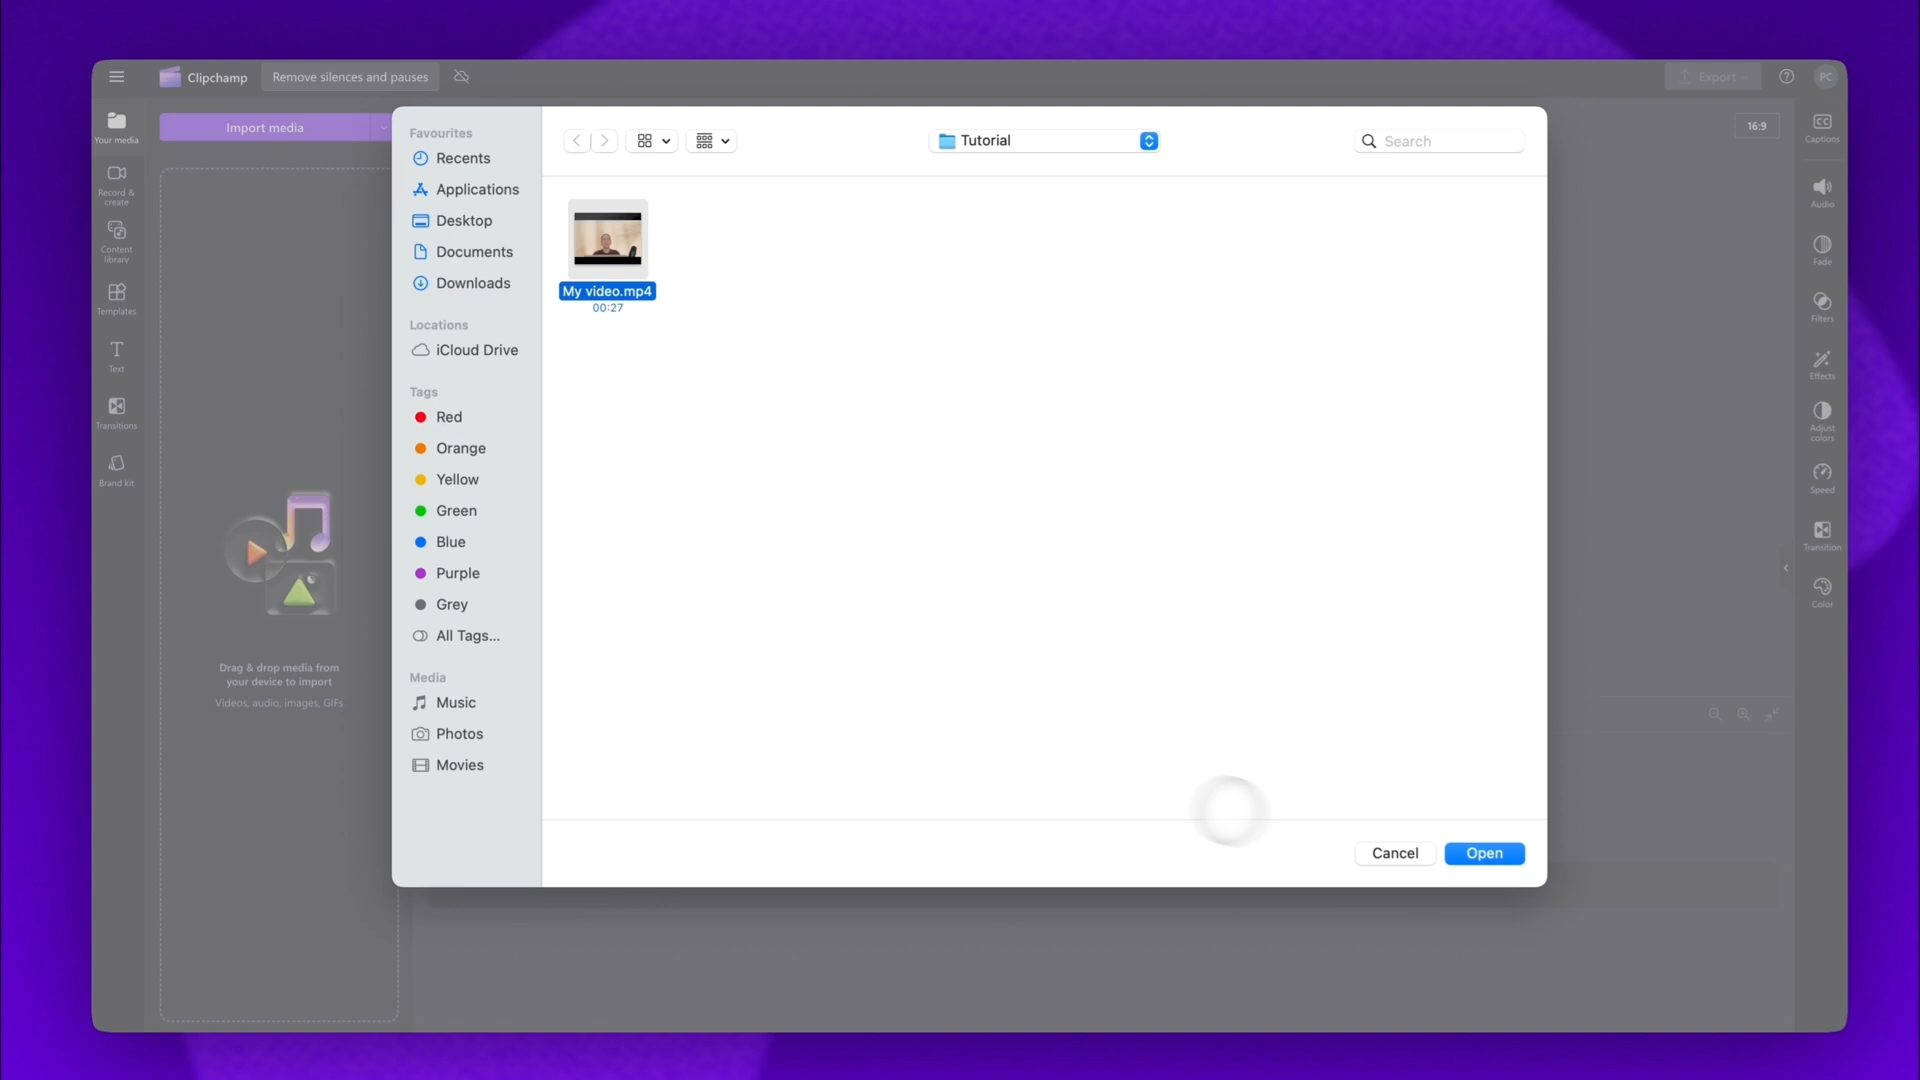 Clipchamp
Remove silences and pauses
Export
PC
Your media
Record &
create
Content
library
Templates
Text
Transitions
Brand kit
Import media
Drag & drop media from
your device to import
Videos, audio, images, GIFs
Favourites
Recents
Applications
Desktop
Documents
Downloads
Locations
iCloud Drive
Tags
Red
Orange
Yellow
Green
Blue
Purple
Grey
All Tags...
Media
Music
Photos
Movies
Tutorial
Search
My video.mp4
00:27
Cancel
Open
16:9
CC
Captions
Audio
Fade
Filters
Effects
Adjust
colors
Speed
Transition
Color